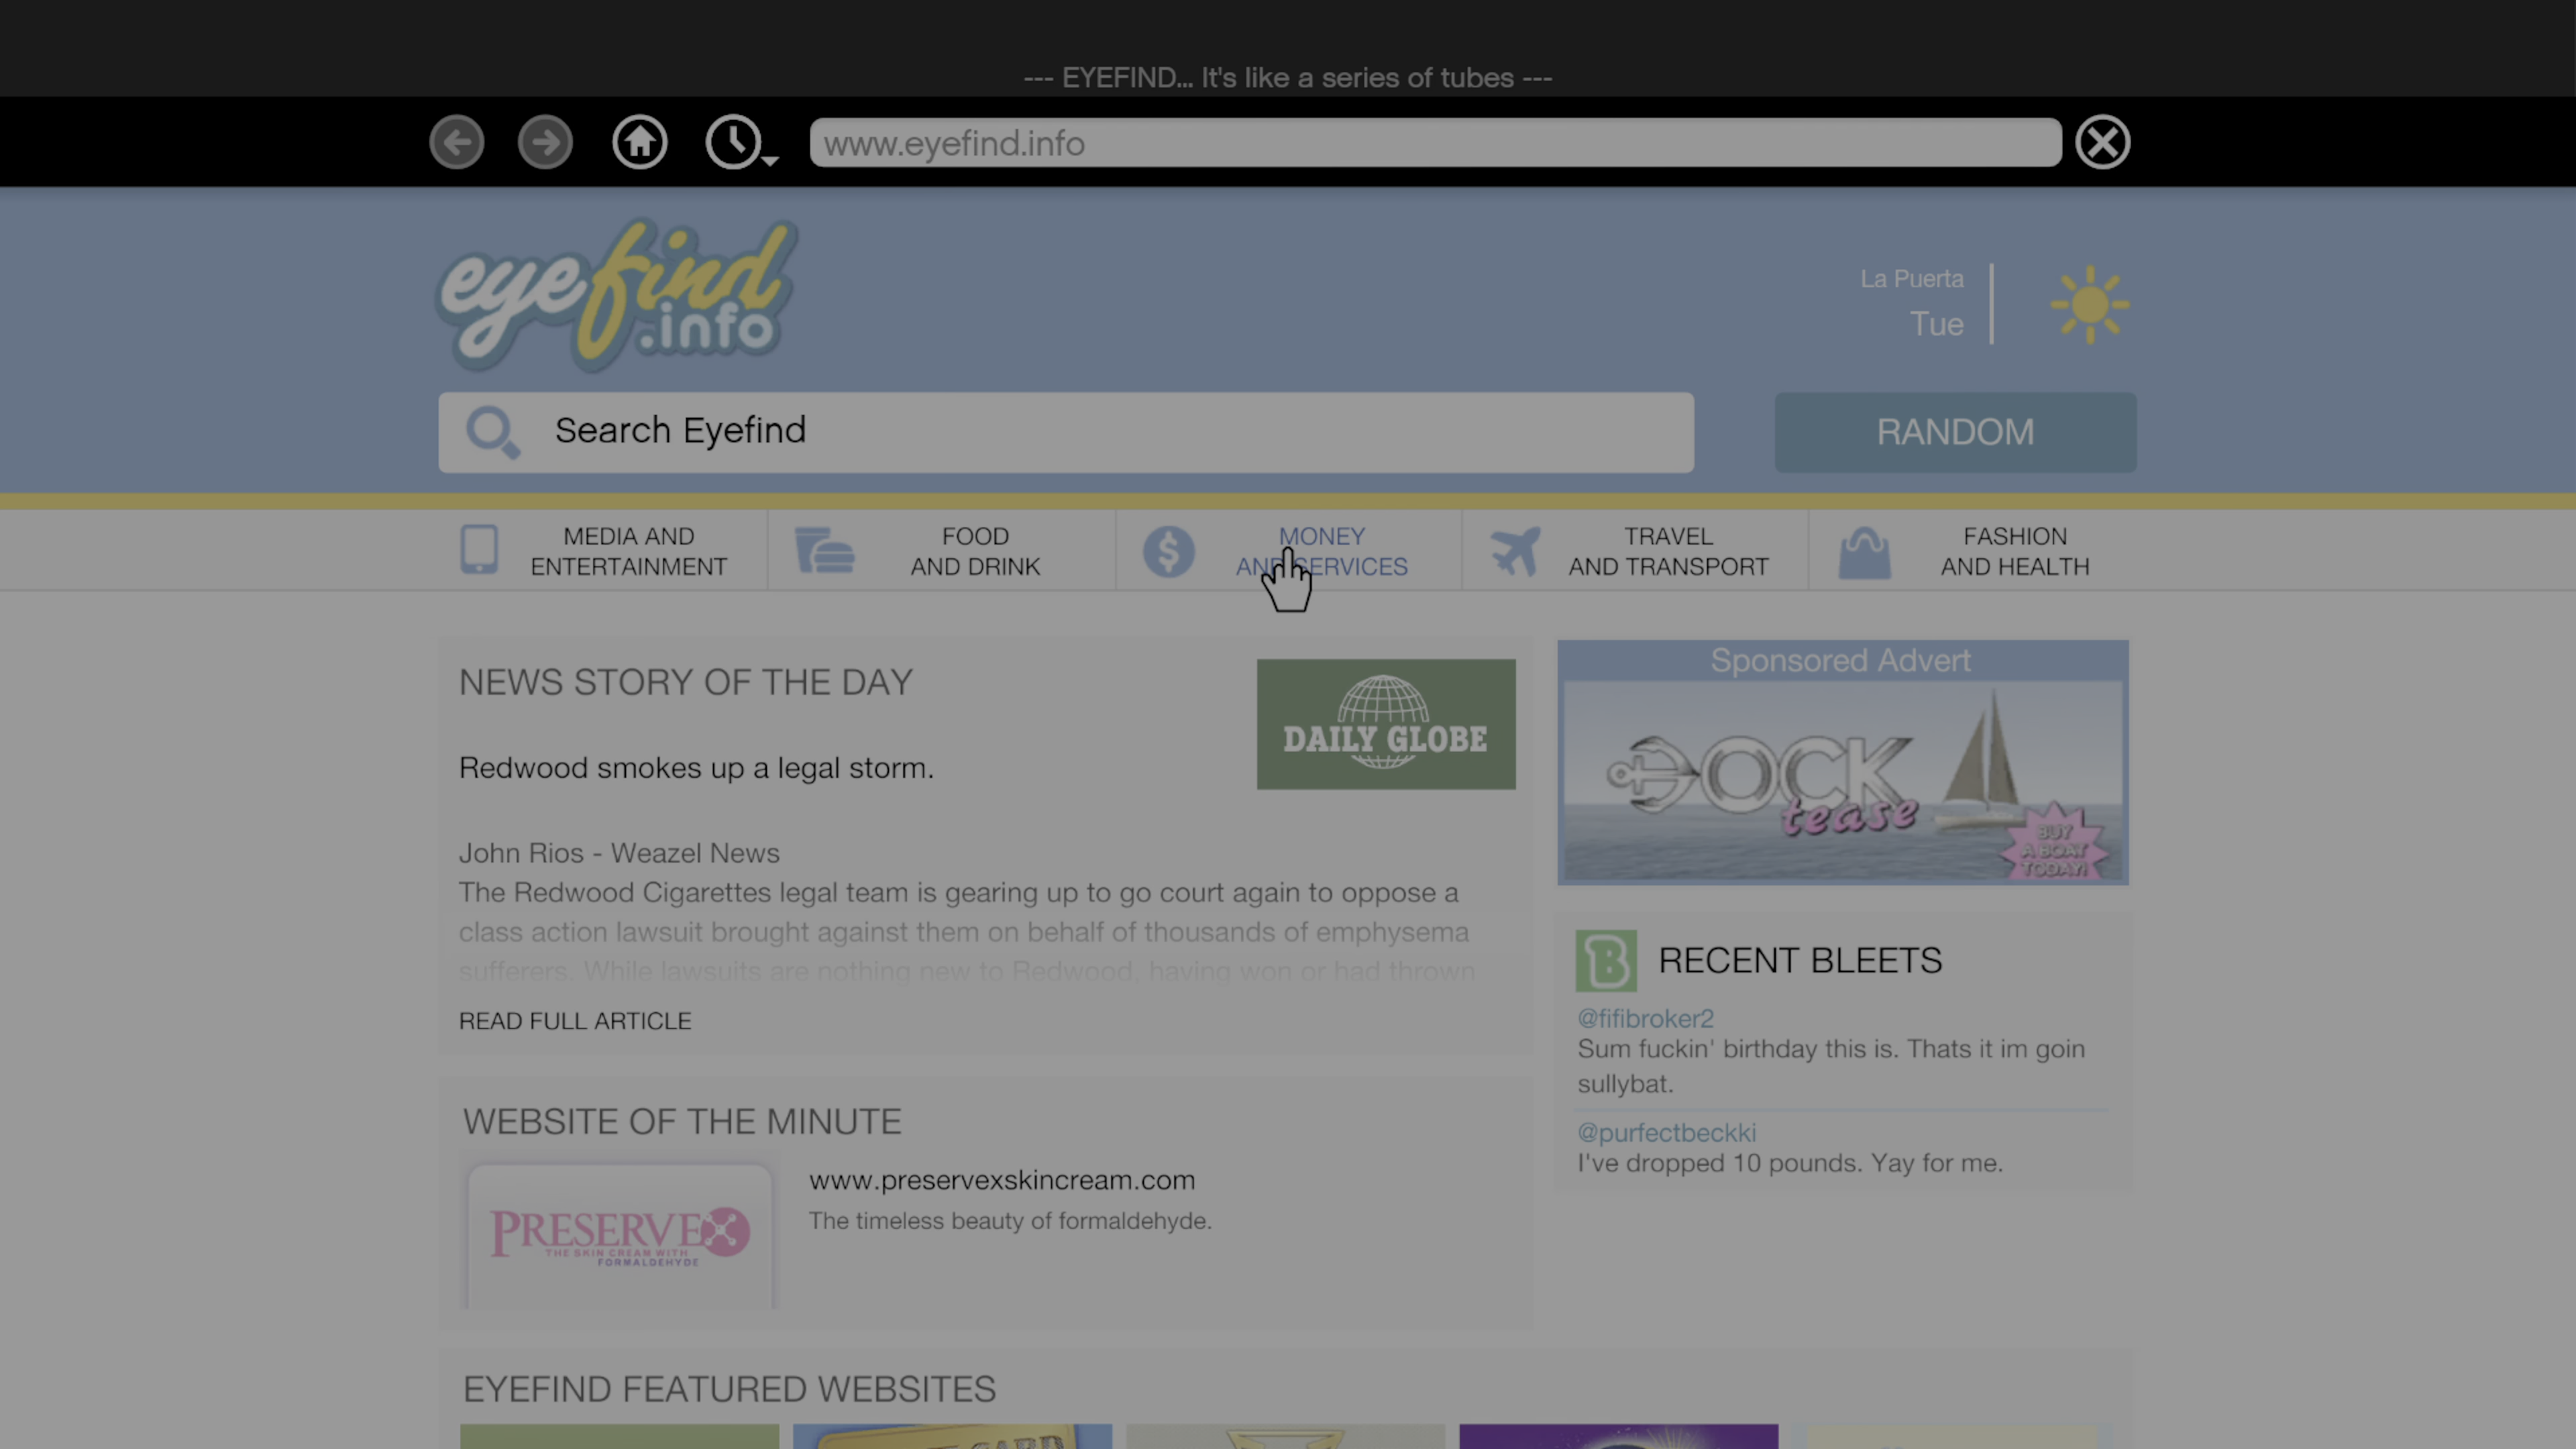 --- EYEFIND... It's like a series of tubes ---
www.eyefind.info
eyefind
.info
La Puerta
Tue
Search Eyefind
RANDOM
MEDIA AND
ENTERTAINMENT
FOOD
AND DRINK
MONEY
AND SERVICES
TRAVEL
AND TRANSPORT
FASHION
AND HEALTH
NEWS STORY OF THE DAY
DAILY GLOBE
Redwood smokes up a legal storm.
John Rios - Weazel News
The Redwood Cigarettes legal team is gearing up to go court again to oppose a
class action lawsuit brought against them on behalf of thousands of emphysema
sufferers. While lawsuits are nothing new to Redwood, having won or had thrown
READ FULL ARTICLE
Sponsored Advert
DOCK
tease
BUY
A BOAT
TODAY!
B
RECENT BLEETS
@fifibroker2
Sum fuckin' birthday this is. Thats it im goin
sullybat.
@purfectbeckki
I've dropped 10 pounds. Yay for me.
WEBSITE OF THE MINUTE
PRESERVEX
THE SKIN CREAM WITH
FORMALDEHYDE
www.preservexskincream.com
The timeless beauty of formaldehyde.
EYEFIND FEATURED WEBSITES
CARD